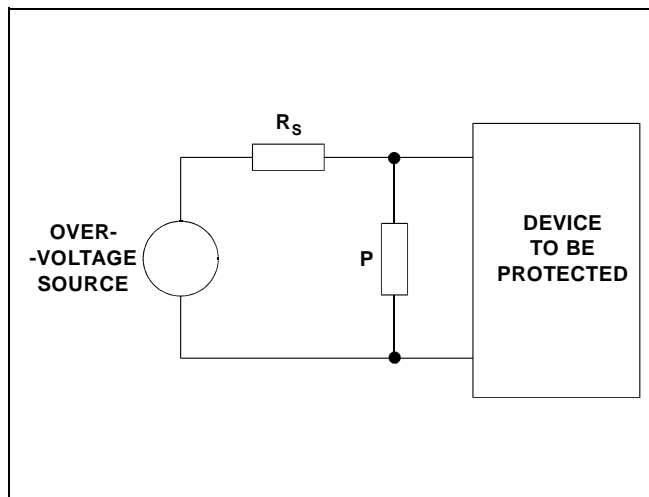 R_S
OVER-
-VOLTAGE
SOURCE
P
DEVICE
TO BE
PROTECTED